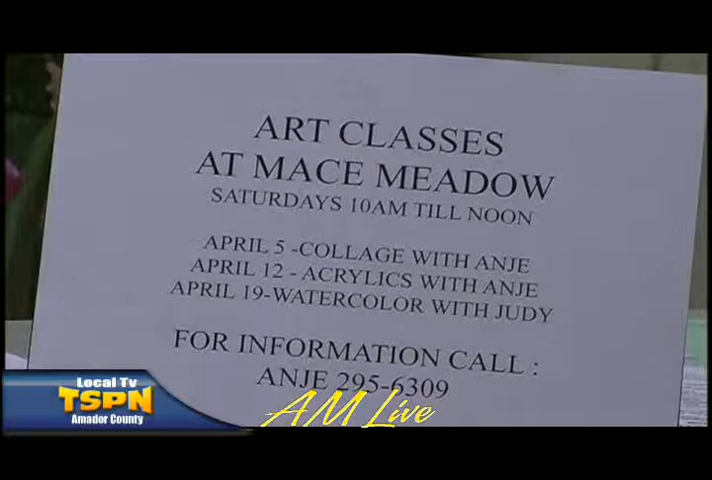 ART CLASSES
AT MACE MEADOW
SATURDAYS 10AM TILL NOON
APRIL 5 -COLLAGE WITH ANJE
APRIL 12 - ACRYLICS WITH ANJE
APRIL 19-WATERCOLOR WITH JUDY
FOR INFORMATION CALL :
ANJE 295-6309
Local Tv
TSPN
Amador County
AM Live